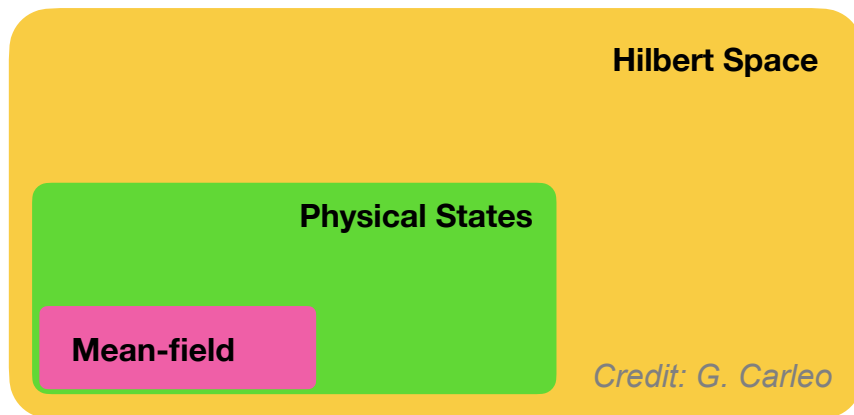 Hilbert Space
Physical States
Mean-field
Credit: G. Carleo